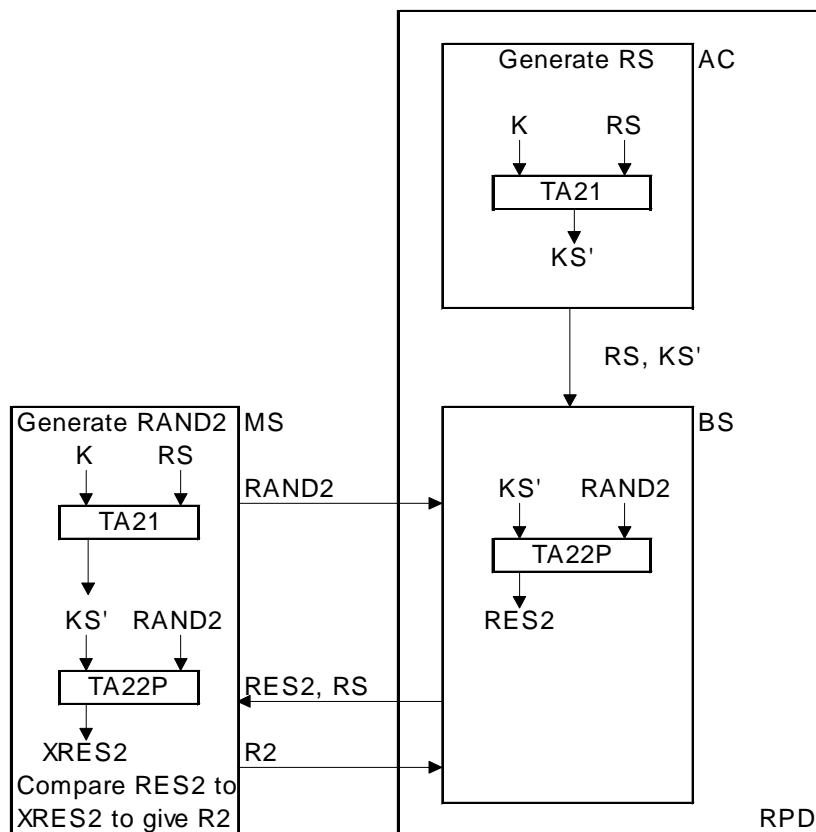 Generate RS
AC
K RS
TA21
KS'
RS, KS'
Generate RAND2
MS
K RS
TA21
KS' RAND2
TA22P
XRES2
Compare RES2 to
XRES2 to give R2
RAND2
RES2, RS
R2
BS
KS' RAND2
TA22P
RES2
RPD